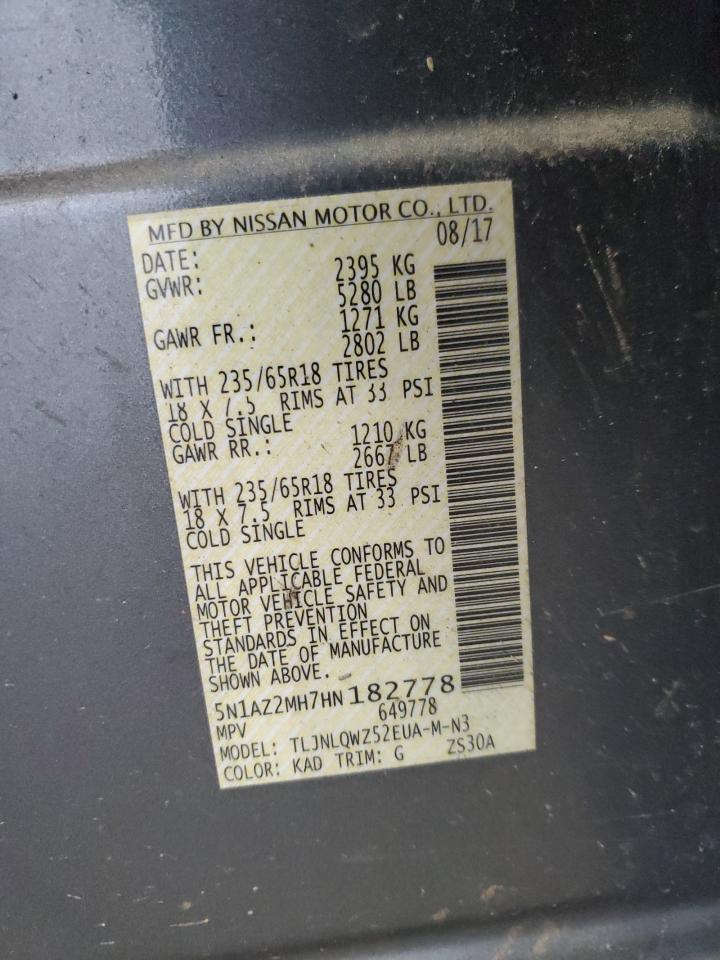 MFD BY NISSAN MOTOR CO., LTD.
DATE: 08/17
GVWR: 2395 KG
5280 LB
GAWR FR.: 1271 KG
2802 LB
WITH 235/65R18 TIRES
18 X 7.5 RIMS AT 33 PSI
COLD SINGLE
GAWR RR.: 1210 KG
2667 LB
WITH 235/65R18 TIRES
18 X 7.5 RIMS AT 33 PSI
COLD SINGLE
THIS VEHICLE CONFORMS TO
ALL APPLICABLE FEDERAL
MOTOR VEHICLE SAFETY AND
THEFT PREVENTION
STANDARDS IN EFFECT ON
THE DATE OF MANUFACTURE
SHOWN ABOVE.
5N1AZ2MH7HN182778
MPV 649778
MODEL: TLJNLQWZ52EUA-M-N3
COLOR: KAD TRIM: G ZS30A